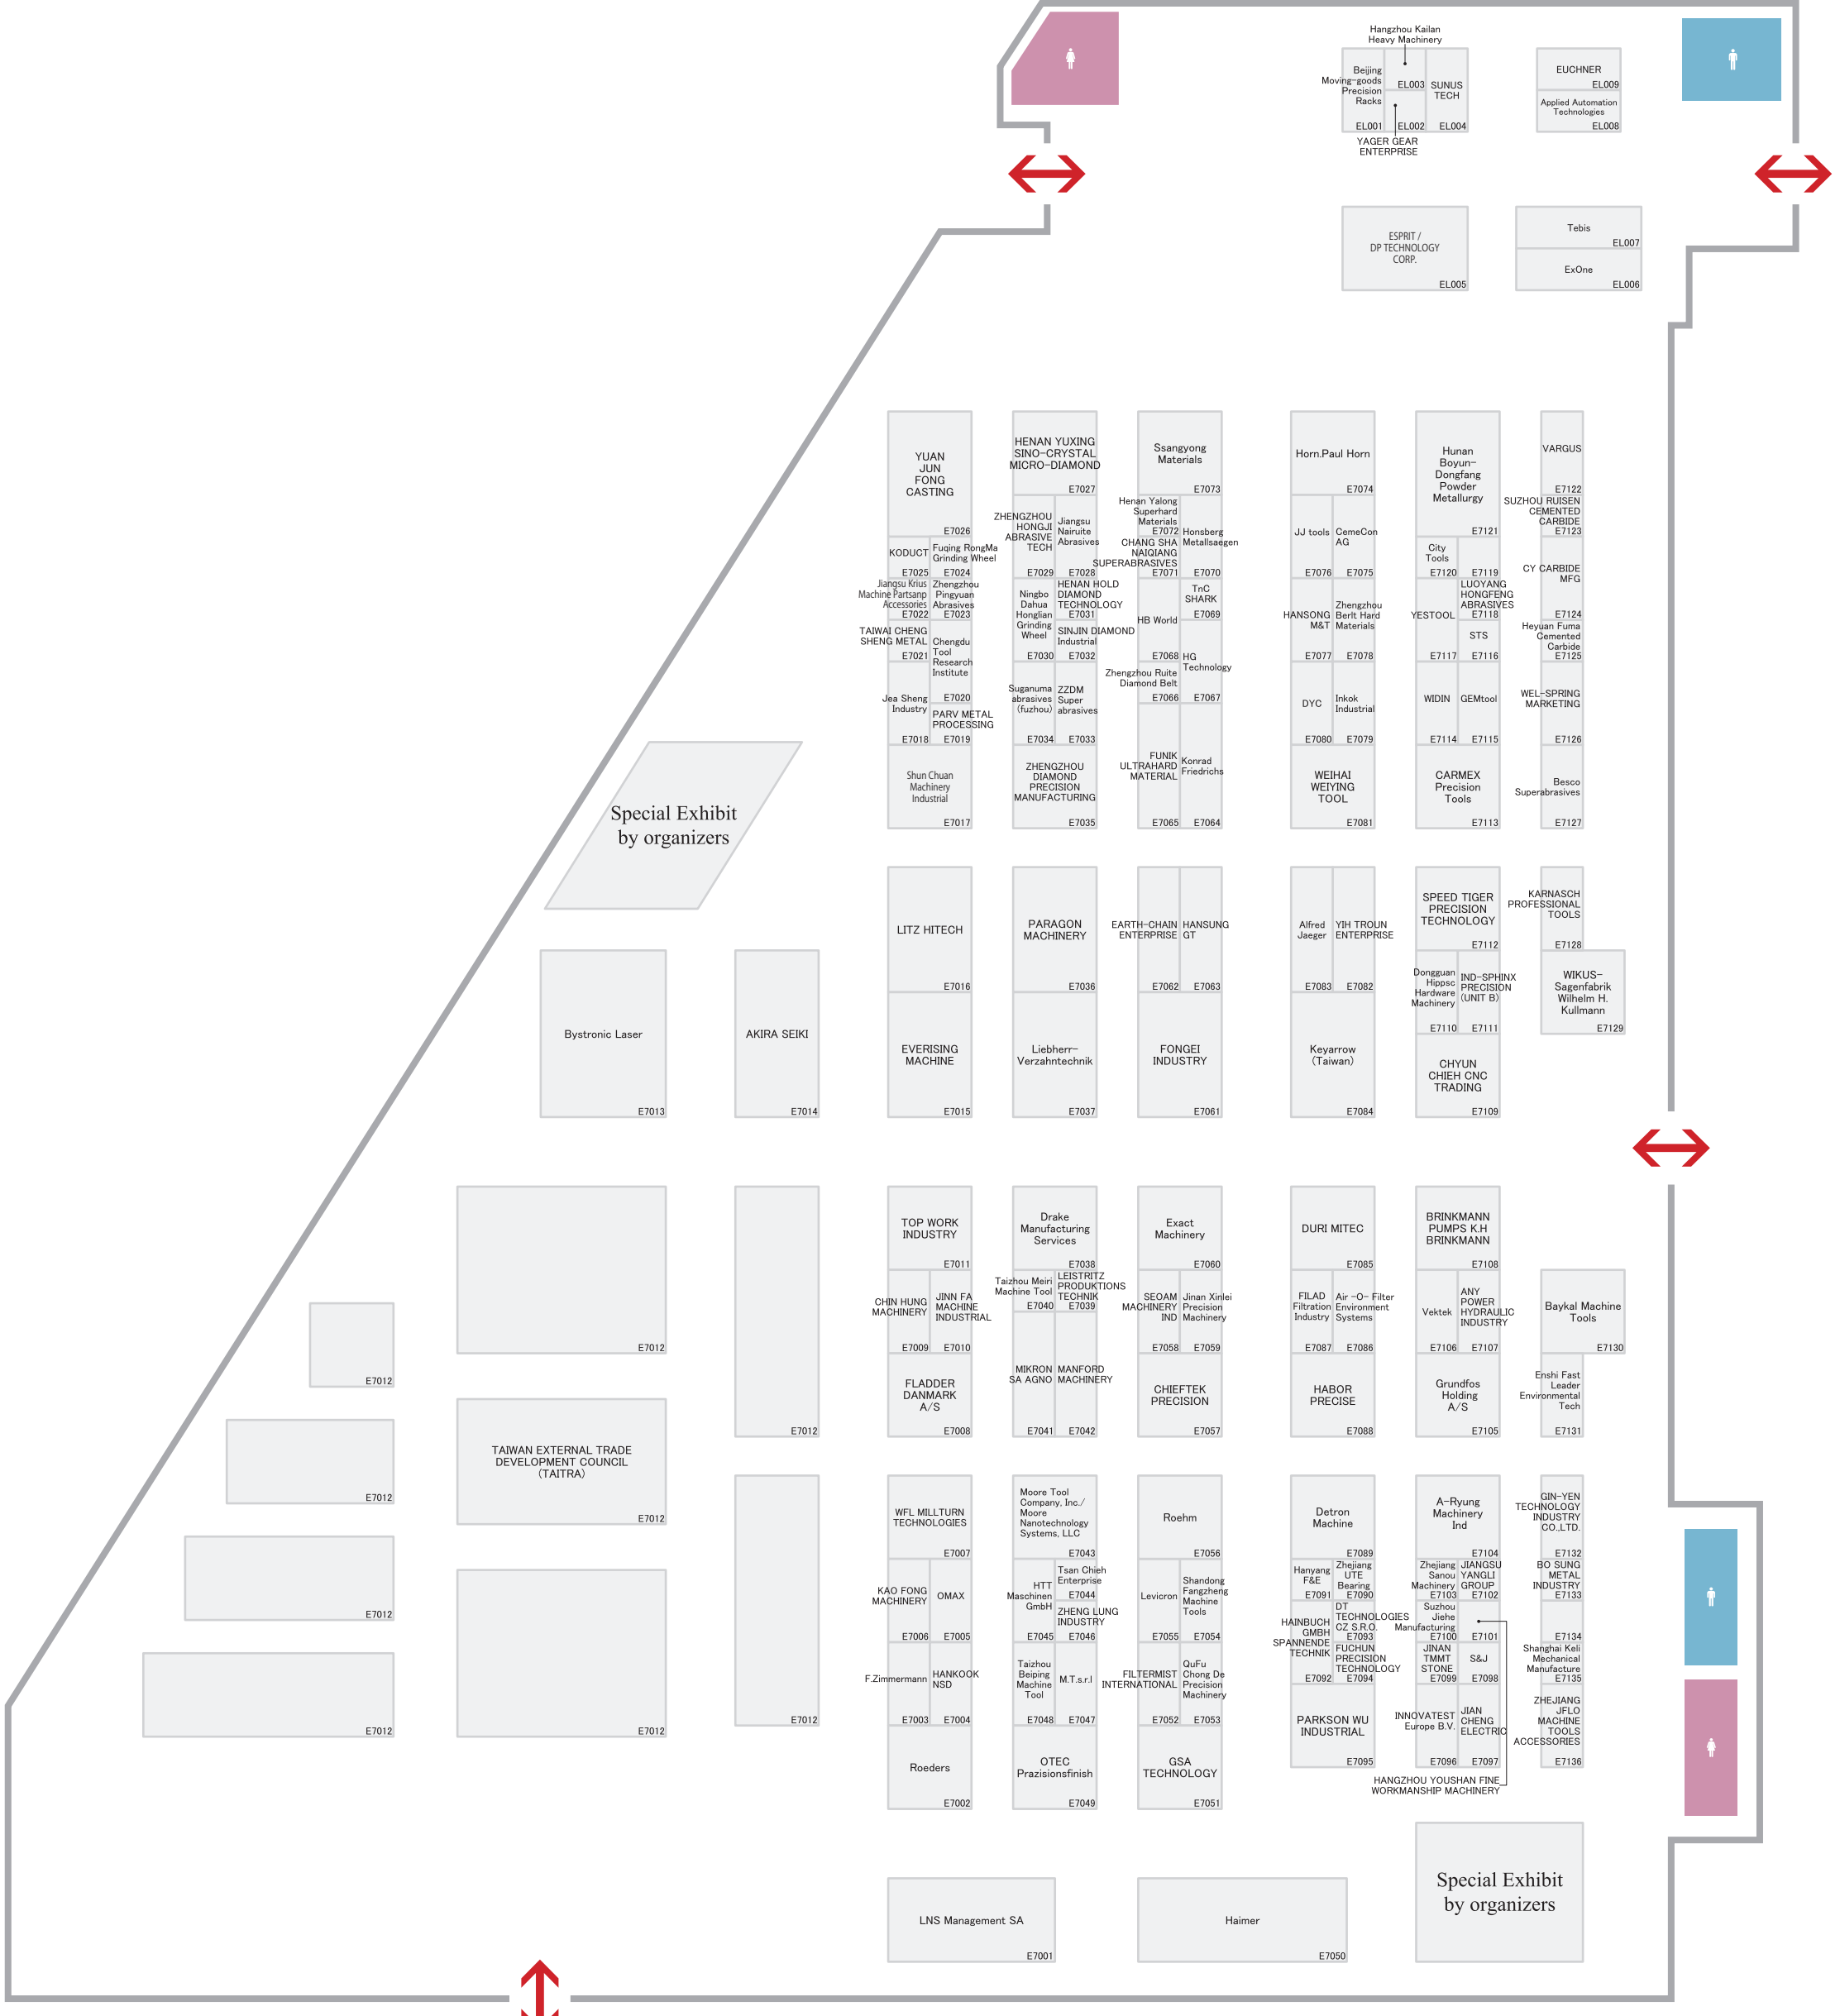 Hangzhou Kailan
Heavy Machinery
Beijing
Moving-goods
Precision
Racks
EL001
EL003
EL002
SUNUS
TECH
EL004
YAGER GEAR
ENTERPRISE
EUCHNER
EL009
Applied Automation
Technologies
EL008
ESPRIT /
DP TECHNOLOGY
CORP.
EL005
Tebis
EL007
ExOne
EL006
YUAN
JUN
FONG
CASTING
E7026
KODUCT
E7025
Fuqing RongMa
Grinding Wheel
E7024
Jiangsu Krius
Machine Partsanp
Accessories
E7022
Zhengzhou
Pingyuan
Abrasives
E7023
TAIWAI CHENG
SHENG METAL
E7021
Chengdu
Tool
Research
Institute
E7020
Jea Sheng
Industry
E7018
PARV METAL
PROCESSING
E7019
Shun Chuan
Machinery
Industrial
E7017
HENAN YUXING
SINO-CRYSTAL
MICRO-DIAMOND
E7027
ZHENGZHOU
HONGJI
ABRASIVE
TECH
E7029
Jiangsu
Nairuite
Abrasives
E7028
Ningbo
Dahua
Honglian
Grinding
Wheel
E7030
HENAN HOLD
DIAMOND
TECHNOLOGY
E7031
SINJIN DIAMOND
Industrial
E7032
Suganuma
abrasives
(fuzhou)
E7034
ZZDM
Super
abrasives
E7033
ZHENGZHOU
DIAMOND
PRECISION
MANUFACTURING
E7035
Ssangyong
Materials
E7073
Henan Yalong
Superhard
Materials
E7072
Honsberg
Metallsaegen
E7070
CHANG SHA
NAIQIANG
SUPERABRASIVES
E7071
TnC
SHARK
E7069
HB World
E7068
HG
Technology
E7067
Zhengzhou Ruite
Diamond Belt
E7066
FUNIK
ULTRAHARD
MATERIAL
E7065
Konrad
Friedrichs
E7064
Horn.Paul Horn
E7074
JJ tools
E7076
CemeCon
AG
E7075
HANSONG
M&T
E7077
Zhengzhou
Berlt Hard
Materials
E7078
DYC
E7080
Inkok
Industrial
E7079
WEIHAI
WEIYING
TOOL
E7081
Hunan
Boyun-
Dongfang
Powder
Metallurgy
E7121
City
Tools
E7120
E7119
YESTOOL
E7117
LUOYANG
HONGFENG
ABRASIVES
E7118
STS
E7116
WIDIN
E7114
GEMtool
E7115
CARMEX
Precision
Tools
E7113
VARGUS
E7122
SUZHOU RUISEN
CEMENTED
CARBIDE
E7123
CY CARBIDE
MFG
E7124
Heyuan Fuma
Cemented
Carbide
E7125
WEL-SPRING
MARKETING
E7126
Besco
Superabrasives
E7127
Special Exhibit
by organizers
Bystronic Laser
E7013
AKIRA SEIKI
E7014
LITZ HITECH
E7016
EVERISING
MACHINE
E7015
PARAGON
MACHINERY
E7036
Liebherr-
Verzahntechnik
E7037
EARTH-CHAIN
ENTERPRISE
E7062
HANSUNG
GT
E7063
FONGEI
INDUSTRY
E7061
Alfred
Jaeger
E7083
YIH TROUN
ENTERPRISE
E7082
Keyarrow
(Taiwan)
E7084
SPEED TIGER
PRECISION
TECHNOLOGY
E7112
Dongguan
Hippsc
Hardware
Machinery
E7110
IND-SPHINX
PRECISION
(UNIT B)
E7111
CHYUN
CHIEH CNC
TRADING
E7109
KARNASCH
PROFESSIONAL
TOOLS
E7128
WIKUS-
Sagenfabrik
Wilhelm H.
Kullmann
E7129
E7012
E7012
E7012
E7012
E7012
E7012
TAIWAN EXTERNAL TRADE
DEVELOPMENT COUNCIL
(TAITRA)
E7012
E7012
E7012
E7012
TOP WORK
INDUSTRY
E7011
CHIN HUNG
MACHINERY
E7009
JINN FA
MACHINE
INDUSTRIAL
E7010
FLADDER
DANMARK
A/S
E7008
Drake
Manufacturing
Services
E7038
Taizhou Meiri
Machine Tool
E7040
LEISTRITZ
PRODUKTIONS
TECHNIK
E7039
MIKRON
SA AGNO
E7041
MANFORD
MACHINERY
E7042
Exact
Machinery
E7060
SEOAM
MACHINERY
IND
E7058
Jinan Xinlei
Precision
Machinery
E7059
CHIEFTEK
PRECISION
E7057
DURI MITEC
E7085
FILAD
Filtration
Industry
E7087
Air -O- Filter
Environment
Systems
E7086
HABOR
PRECISE
E7088
BRINKMANN
PUMPS K.H
BRINKMANN
E7108
Vektek
E7106
ANY
POWER
HYDRAULIC
INDUSTRY
E7107
Grundfos
Holding
A/S
E7105
Baykal Machine
Tools
E7130
Enshi Fast
Leader
Environmental
Tech
E7131
WFL MILLTURN
TECHNOLOGIES
E7007
KAO FONG
MACHINERY
E7006
OMAX
E7005
F.Zimmermann
E7003
HANKOOK
NSD
E7004
Roeders
E7002
Moore Tool
Company, Inc./
Moore
Nanotechnology
Systems, LLC
E7043
HTT
Maschinen
GmbH
E7045
Tsan Chieh
Enterprise
E7044
ZHENG LUNG
INDUSTRY
E7046
Taizhou
Beiping
Machine
Tool
E7048
M.T.s.r.l
E7047
OTEC
Prazisionsfinish
E7049
Roehm
E7056
Levicron
E7055
Shandong
Fangzheng
Machine
Tools
E7054
FILTERMIST
INTERNATIONAL
E7052
QuFu
Chong De
Precision
Machinery
E7053
GSA
TECHNOLOGY
E7051
Detron
Machine
E7089
Hanyang
F&E
E7091
Zhejiang
UTE
Bearing
E7090
HAINBUCH
GMBH
SPANNENDE
TECHNIK
E7092
DT
TECHNOLOGIES
CZ S.R.O.
E7093
FUCHUN
PRECISION
TECHNOLOGY
E7094
PARKSON WU
INDUSTRIAL
E7095
A-Ryung
Machinery
Ind
E7104
Zhejiang
Sanou
Machinery
E7103
JIANGSU
YANGLI
GROUP
E7102
Suzhou
Jiehe
Manufacturing
E7100
E7101
JINAN
TMMT
STONE
E7099
S&J
E7098
INNOVATEST
Europe B.V.
E7096
JIAN
CHENG
ELECTRIC
E7097
HANGZHOU YOUSHAN FINE
WORKMANSHIP MACHINERY
GIN-YEN
TECHNOLOGY
INDUSTRY
CO.,LTD.
E7132
BO SUNG
METAL
INDUSTRY
E7133
E7134
Shanghai Keli
Mechanical
Manufacture
E7135
ZHEJIANG
JFLO
MACHINE
TOOLS
ACCESSORIES
E7136
LNS Management SA
E7001
Haimer
E7050
Special Exhibit
by organizers